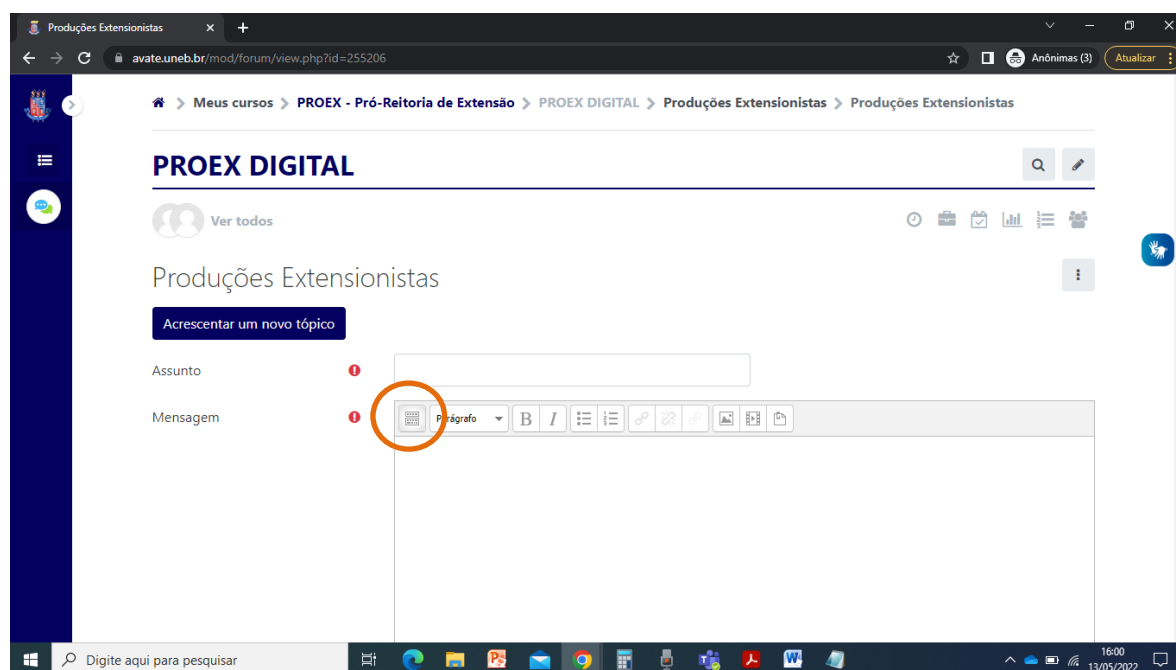 Produções Extensionistas
avate.uneb.br/mod/forum/view.php?id=255206
Anônimas (3)
Atualizar
Meus cursos > PROEX - Pró-Reitoria de Extensão > PROEX DIGITAL > Produções Extensionistas > Produções Extensionistas
PROEX DIGITAL
Ver todos
Produções Extensionistas
Acrescentar um novo tópico
Assunto
Mensagem
Parágrafo
B I
Digite aqui para pesquisar
16:00
13/05/2022